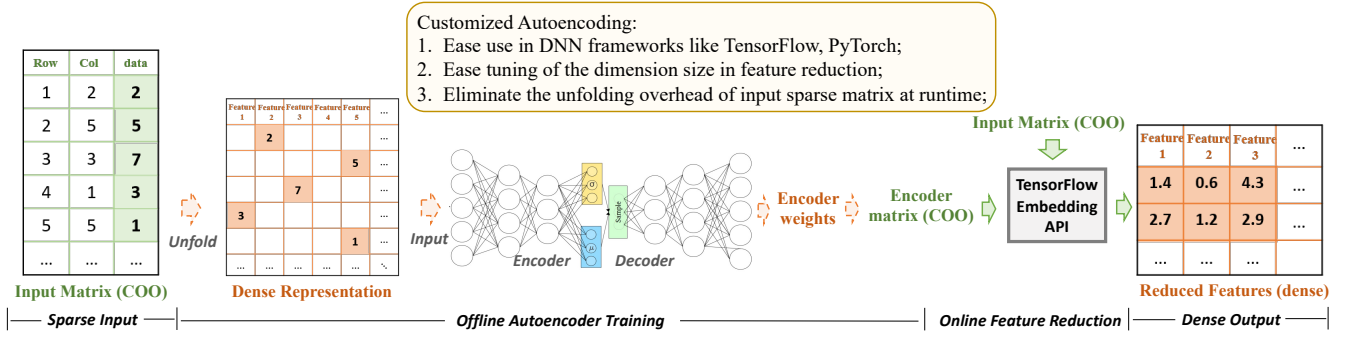 Customized Autoencoding:
1. Ease use in DNN frameworks like TensorFlow, PyTorch;
2. Ease tuning of the dimension size in feature reduction;
3. Eliminate the unfolding overhead of input sparse matrix at runtime;
Row Col data
1 2 2
2 5 5
3 3 7
4 1 3
5 5 1
... ... ...
Input Matrix (COO)
Unfold
Feature 1 Feature 2 Feature 3 Feature 4 Feature 5 ...
2 ...
5 ...
7 ...
3 ...
1 ...
... ... ... ... ...
Dense Representation
Input
σ
μ
Sample
Encoder
Decoder
Encoder
weights
Encoder
matrix (COO)
Input Matrix (COO)
TensorFlow
Embedding
API
Feature 1 Feature 2 Feature 3 ...
1.4 0.6 4.3 ...
2.7 1.2 2.9 ...
... ...
Reduced Features (dense)
Sparse Input
Offline Autoencoder Training
Online Feature Reduction
Dense Output